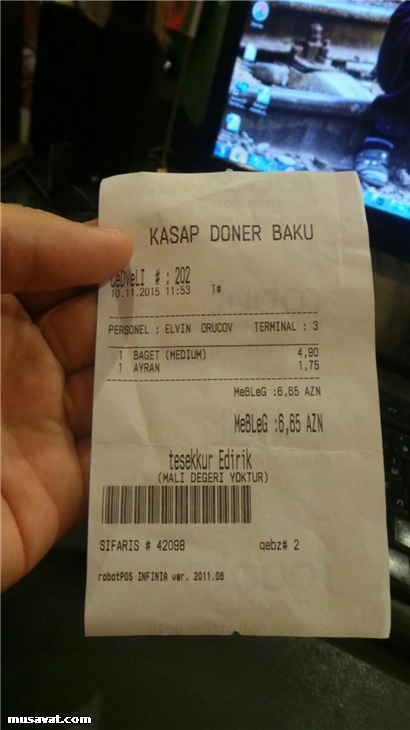 KASAP DONER BAKU
CeDVeLI # : 202
10.11.2015 11:53 T#
PERSONEL : ELVIN ORUCOV TERMINAL : 3
1 BAGET (MEDIUM) 4,90
1 AYRAN 1,75
MeBLeG :6,65 AZN
MeBLeG :6,65 AZN
tesekkur Edirik
(MALI DEGERI YOKTUR)
SIFARIS # 42098 qebz# 2
robotPOS INFINIA ver. 2011.08
musavat.com